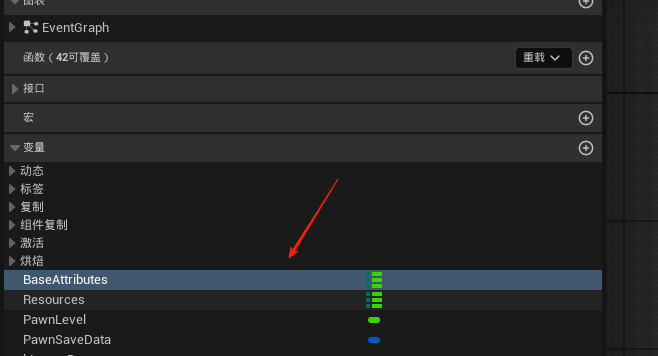 图表
EventGraph
函数（42可覆盖）
重载
接口
宏
变量
动态
标签
复制
组件复制
激活
烘焙
BaseAttributes
Resources
PawnLevel
PawnSaveData